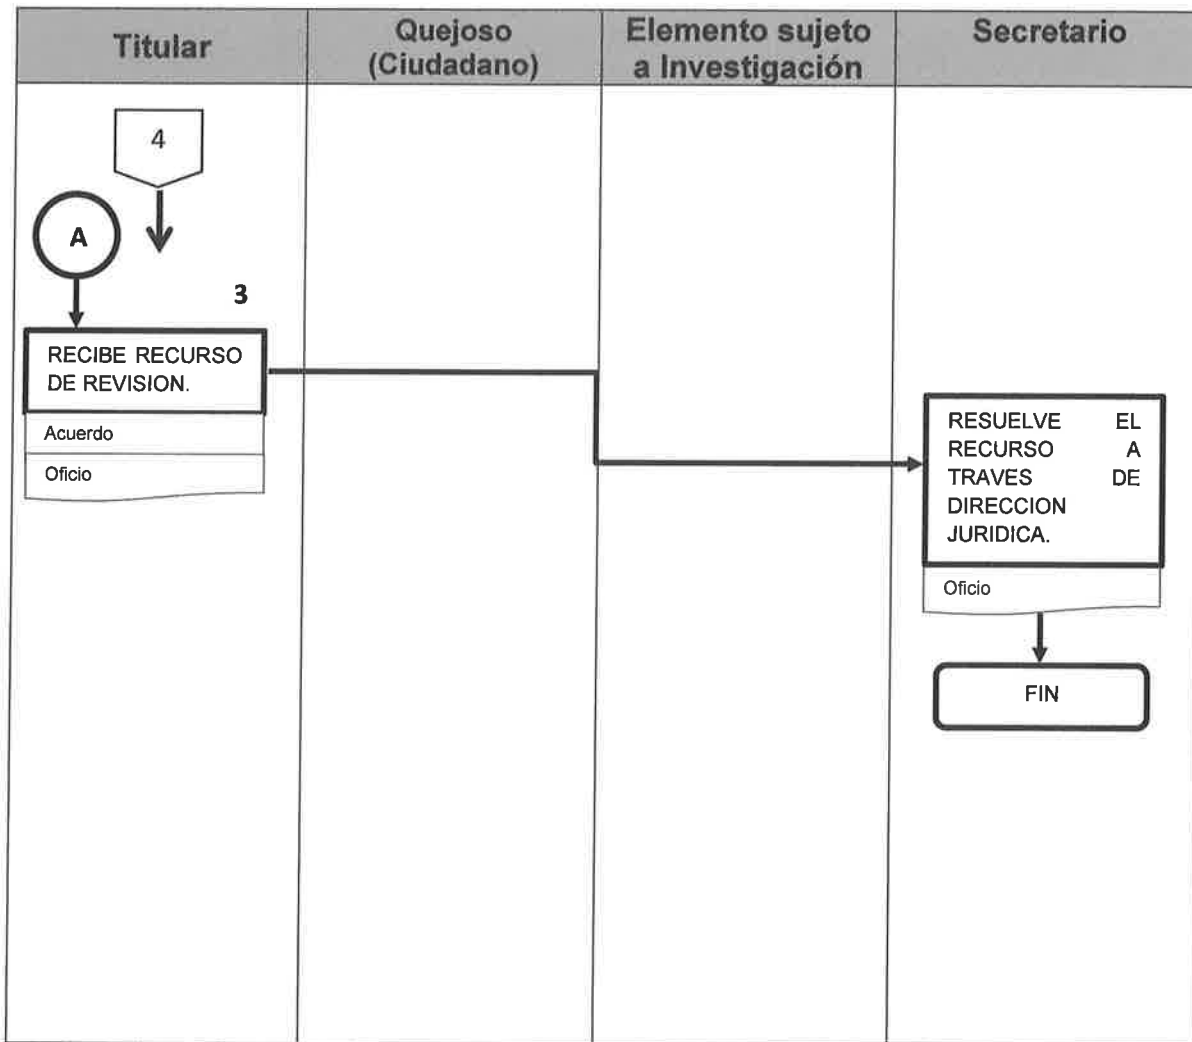 Titular
Quejoso
(Ciudadano)
Elemento sujeto
a Investigación
Secretario
4
A
3
RECIBE RECURSO
DE REVISION.
Acuerdo
Oficio
RESUELVE EL
RECURSO A
TRAVES DE
DIRECCION
JURIDICA.
Oficio
FIN